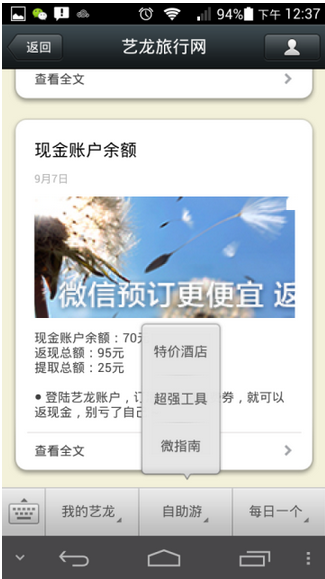 94% 下午 12:37
返回
艺龙旅行网
查看全文
现金账户余额
9月7日
微信预订更便宜 返
现金账户余额：70
返现总额：95元
提取总额：25元
● 登陆艺龙账户，
券，就可以
返现金，别亏了自
特价酒店
超强工具
微指南
查看全文
我的艺龙
自助游
每日一个